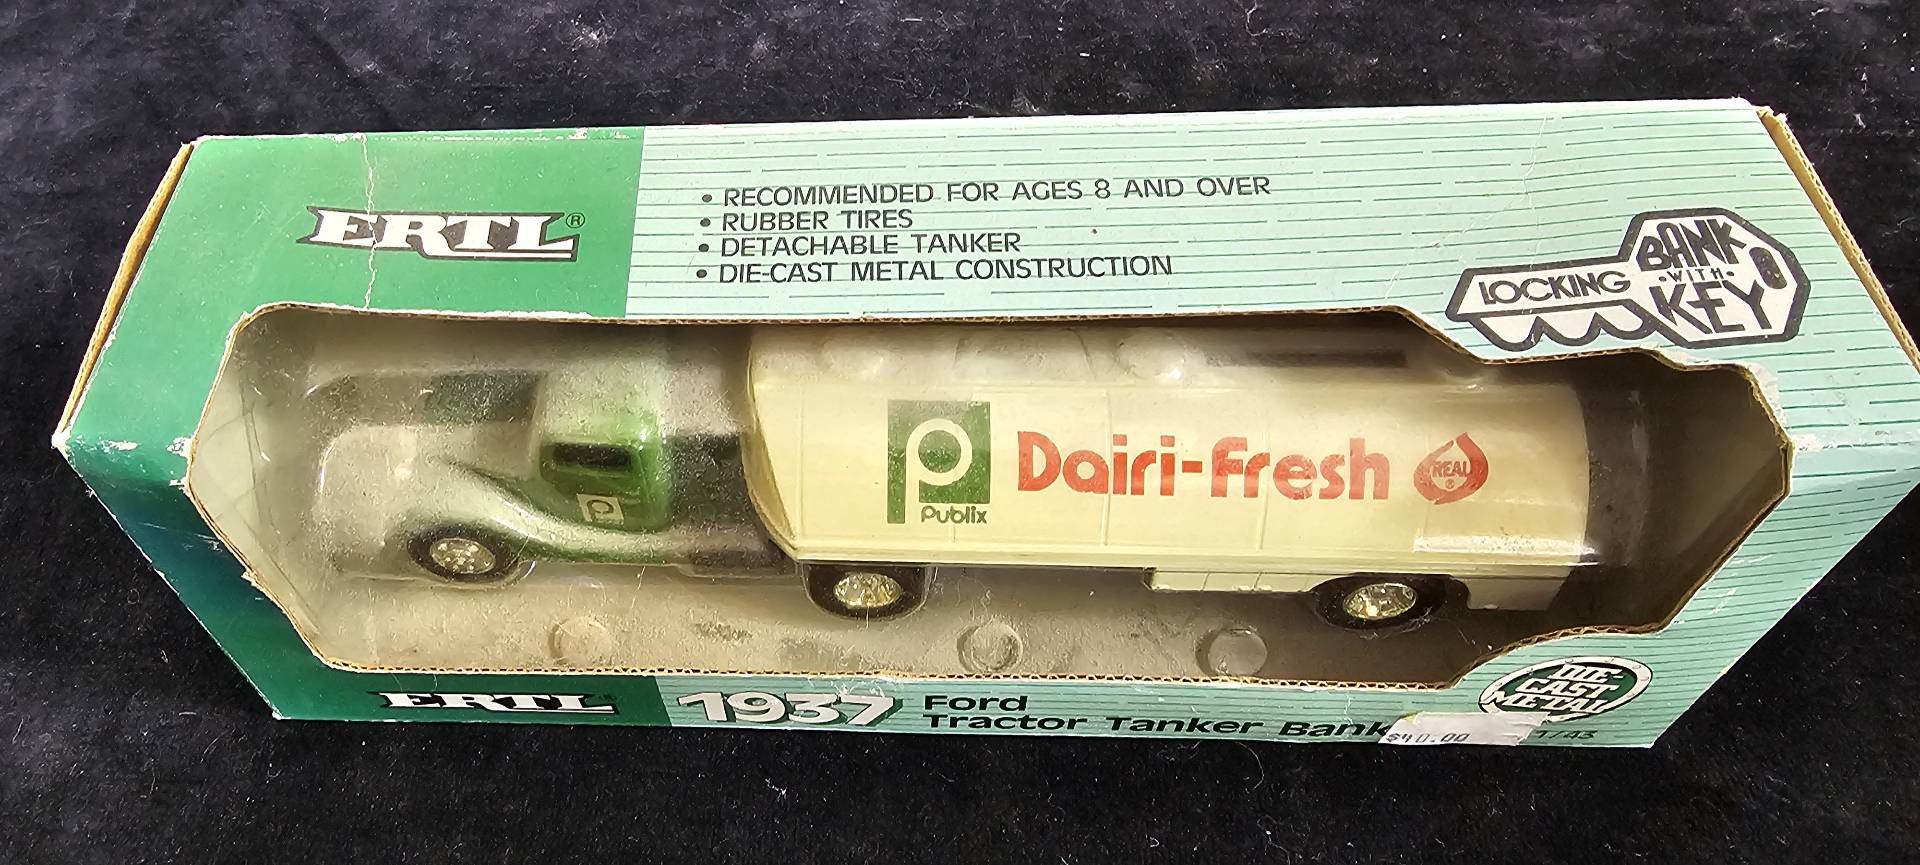 ERTL®
• RECOMMENDED FOR AGES 8 AND OVER
• RUBBER TIRES
• DETACHABLE TANKER
• DIE-CAST METAL CONSTRUCTION
LOCKING
BANK
• WITH •
KEY
P
Publix
Dairi-Fresh
REAL
®
P
ERTL®
1937
Ford
Tractor Tanker Bank
$40.00
1/43
DIE-
CAST
METAL